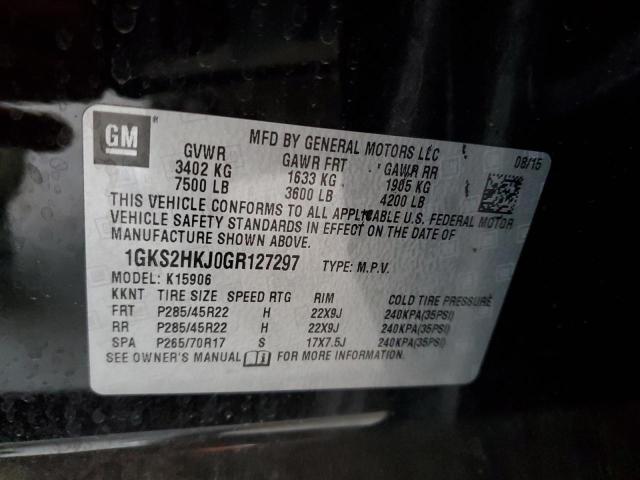 GM
MFD BY GENERAL MOTORS LLC
08/15
GVWR GAWR FRT GAWR RR
3402 KG 1633 KG 1905 KG
7500 LB 3600 LB 4200 LB
THIS VEHICLE CONFORMS TO ALL APPLICABLE U.S. FEDERAL MOTOR
VEHICLE SAFETY STANDARDS IN EFFECT ON THE DATE OF
MANUFACTURE SHOWN ABOVE.
1GKS2HKJ0GR127297 TYPE: M.P.V.
MODEL: K15906
KKNT TIRE SIZE SPEED RTG RIM COLD TIRE PRESSURE
FRT P285/45R22 H 22X9J 240KPA(35PSI)
RR P285/45R22 H 22X9J 240KPA(35PSI)
SPA P265/70R17 S 17X7.5J 240KPA(35PSI)
SEE OWNER'S MANUAL FOR MORE INFORMATION.